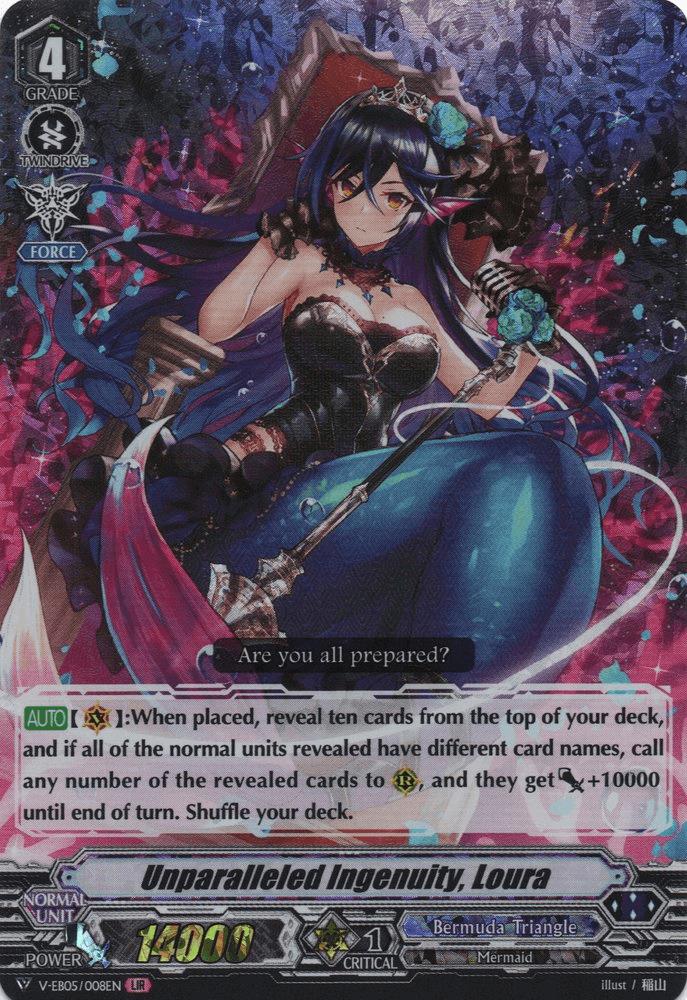 4
GRADE
TWINDRIVE
FORCE
Are you all prepared?
AUTO【 V 】:When placed, reveal ten cards from the top of your deck,
and if all of the normal units revealed have different card names, call
any number of the revealed cards to R, and they get +10000
until end of turn. Shuffle your deck.
Unparalleled Ingenuity, Loura
NORMAL
UNIT
POWER 14000 1 CRITICAL
Bermuda Triangle
Mermaid
V-EB05/008EN LIR illust / 稲山